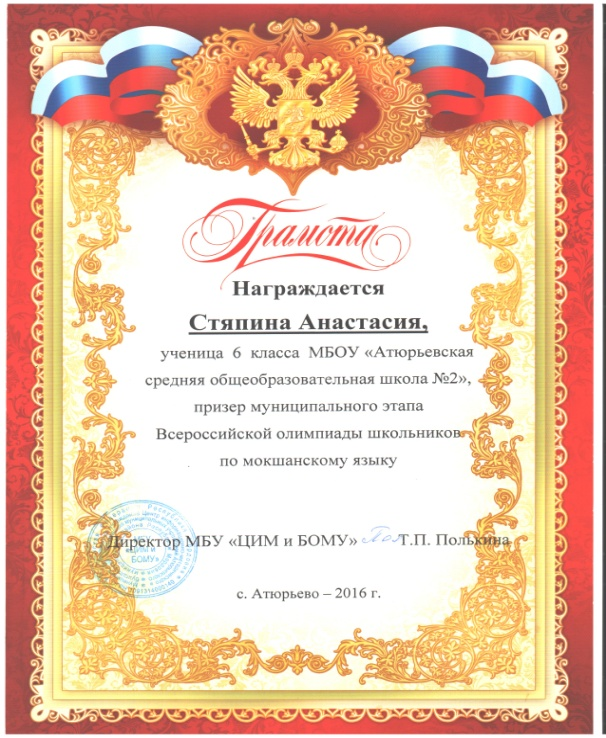 Грамота
Награждается
Стяпина Анастасия,
ученица 6 класса МБОУ «Атюрьевская
средняя общеобразовательная школа №2»,
призер муниципального этапа
Всероссийской олимпиады школьников
по мокшанскому языку
Директор МБУ «ЦИМ и БОМУ» Т.П. Полькина
с. Атюрьево – 2016 г.